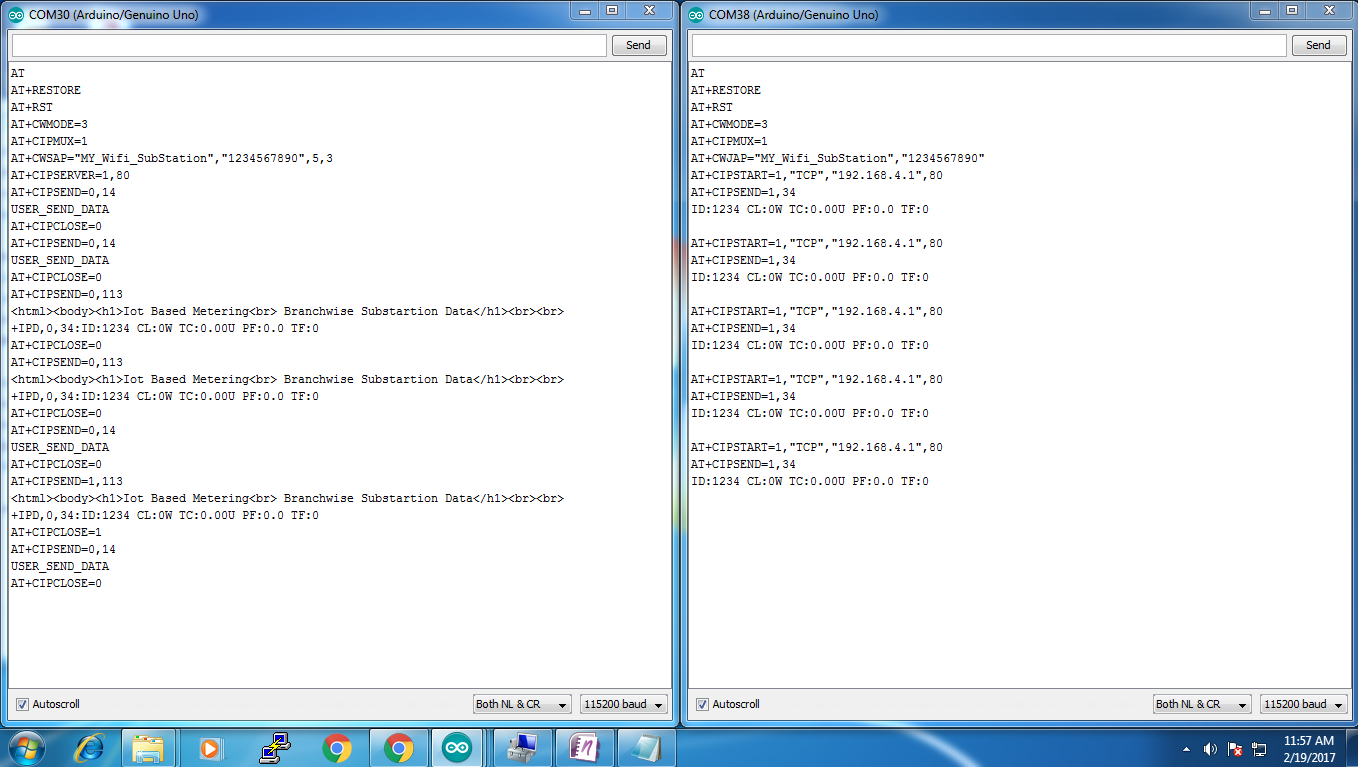 COM30 (Arduino/Genuino Uno)
Send
AT
AT+RESTORE
AT+RST
AT+CWMODE=3
AT+CIPMUX=1
AT+CWSAP="MY_Wifi_SubStation","1234567890",5,3
AT+CIPSERVER=1,80
AT+CIPSEND=0,14
USER_SEND_DATA
AT+CIPCLOSE=0
AT+CIPSEND=0,14
USER_SEND_DATA
AT+CIPCLOSE=0
AT+CIPSEND=0,113
<html><body><h1>Iot Based Metering<br> Branchwise Substartion Data</h1><br><br>
+IPD,0,34:ID:1234 CL:0W TC:0.00U PF:0.0 TF:0
AT+CIPCLOSE=0
AT+CIPSEND=0,113
<html><body><h1>Iot Based Metering<br> Branchwise Substartion Data</h1><br><br>
+IPD,0,34:ID:1234 CL:0W TC:0.00U PF:0.0 TF:0
AT+CIPCLOSE=0
AT+CIPSEND=0,14
USER_SEND_DATA
AT+CIPCLOSE=0
AT+CIPSEND=1,113
<html><body><h1>Iot Based Metering<br> Branchwise Substartion Data</h1><br><br>
+IPD,0,34:ID:1234 CL:0W TC:0.00U PF:0.0 TF:0
AT+CIPCLOSE=1
AT+CIPSEND=0,14
USER_SEND_DATA
AT+CIPCLOSE=0
Autoscroll
Both NL & CR
115200 baud
COM38 (Arduino/Genuino Uno)
Send
AT
AT+RESTORE
AT+RST
AT+CWMODE=3
AT+CIPMUX=1
AT+CWJAP="MY_Wifi_SubStation","1234567890"
AT+CIPSTART=1,"TCP","192.168.4.1",80
AT+CIPSEND=1,34
ID:1234 CL:0W TC:0.00U PF:0.0 TF:0
AT+CIPSTART=1,"TCP","192.168.4.1",80
AT+CIPSEND=1,34
ID:1234 CL:0W TC:0.00U PF:0.0 TF:0
AT+CIPSTART=1,"TCP","192.168.4.1",80
AT+CIPSEND=1,34
ID:1234 CL:0W TC:0.00U PF:0.0 TF:0
AT+CIPSTART=1,"TCP","192.168.4.1",80
AT+CIPSEND=1,34
ID:1234 CL:0W TC:0.00U PF:0.0 TF:0
AT+CIPSTART=1,"TCP","192.168.4.1",80
AT+CIPSEND=1,34
ID:1234 CL:0W TC:0.00U PF:0.0 TF:0
Autoscroll
Both NL & CR
115200 baud
11:57 AM
2/19/2017